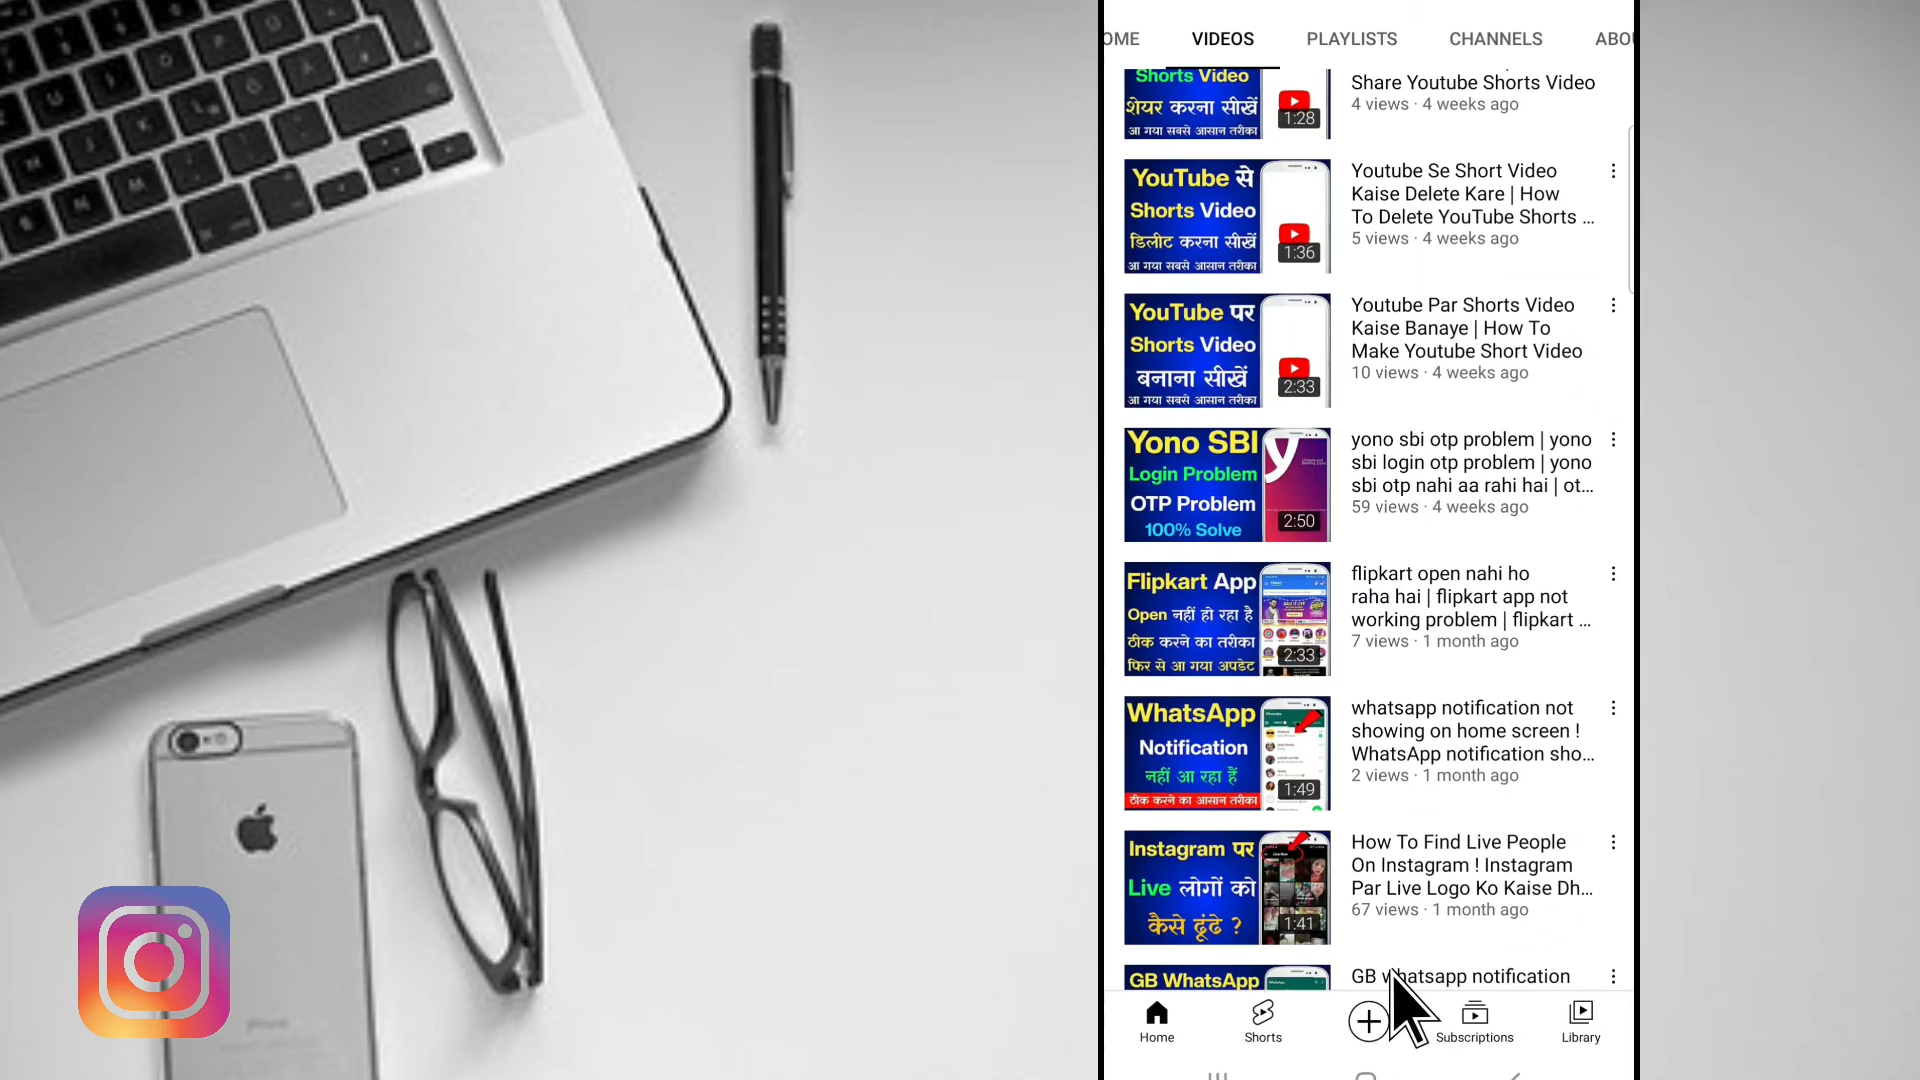 OME
VIDEOS
PLAYLISTS
CHANNELS
ABOU
Shorts Video
शेयर करना सीखें
आ गया सबसे आसान तरीका
1:28
Share Youtube Shorts Video
4 views · 4 weeks ago
YouTube से
Shorts Video
डिलीट करना सीखें
आ गया सबसे आसान तरीका
1:36
Youtube Se Short Video
Kaise Delete Kare | How
To Delete YouTube Shorts ...
5 views · 4 weeks ago
YouTube पर
Shorts Video
बनाना सीखें
आ गया सबसे आसान तरीका
2:33
Youtube Par Shorts Video
Kaise Banaye | How To
Make Youtube Short Video
10 views · 4 weeks ago
Yono SBI
Login Problem
OTP Problem
100% Solve
2:50
yono sbi otp problem | yono
sbi login otp problem | yono
sbi otp nahi aa rahi hai | ot...
59 views · 4 weeks ago
Flipkart App
Open नहीं हो रहा है
ठीक करने का तरीका
फिर से आ गया अपडेट
2:33
flipkart open nahi ho
raha hai | flipkart app not
working problem | flipkart ...
7 views · 1 month ago
WhatsApp
Notification
नहीं आ रहा हैं
ठीक करने का आसान तरीका
1:49
whatsapp notification not
showing on home screen !
WhatsApp notification sho...
2 views · 1 month ago
Instagram पर
Live लोगों को
कैसे ढूंढे ?
1:41
How To Find Live People
On Instagram ! Instagram
Par Live Logo Ko Kaise Dh...
67 views · 1 month ago
GB WhatsApp
GB whatsapp notification
Home
Shorts
Subscriptions
Library